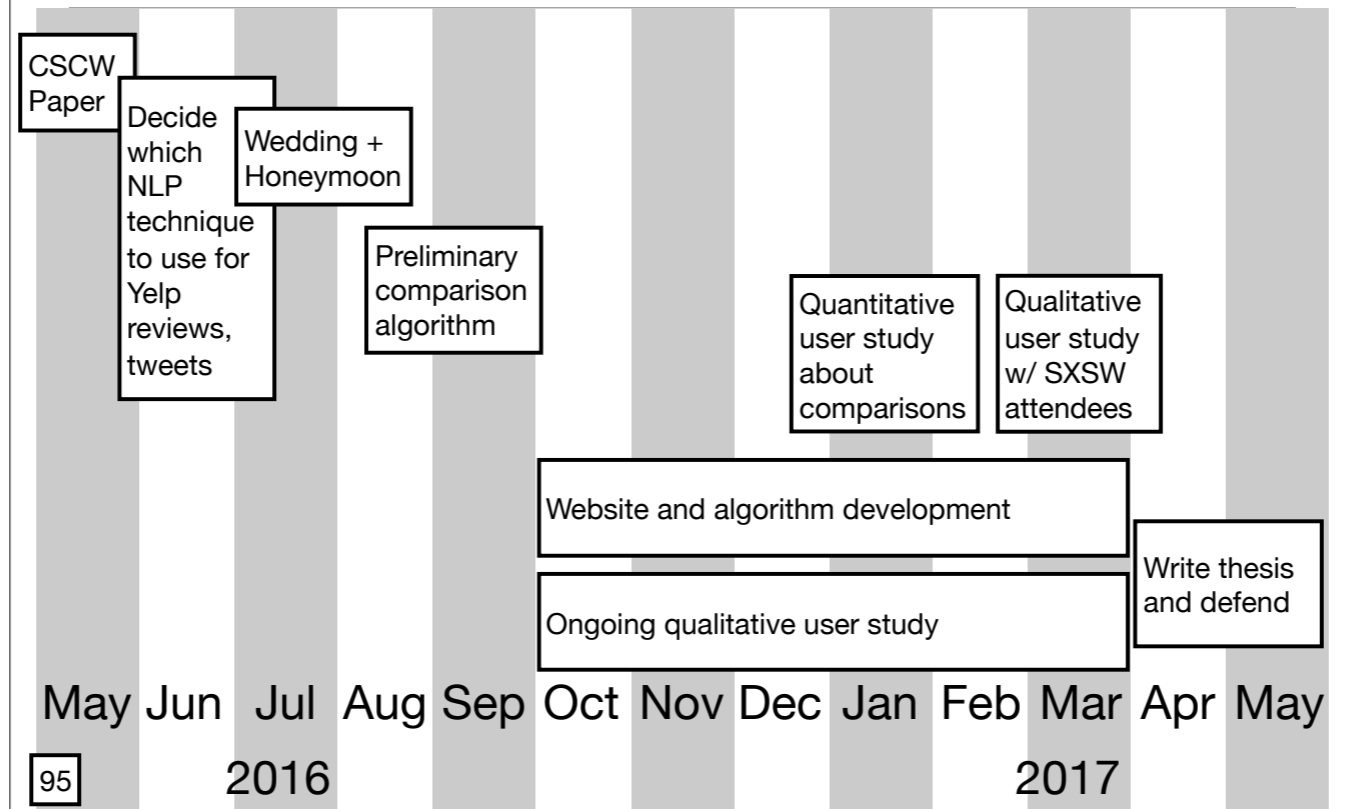 CSCW
Paper
Decide
which
NLP
technique
to use for
Yelp
reviews,
tweets
Wedding +
Honeymoon
Preliminary
comparison
algorithm
Quantitative
user study
about
comparisons
Qualitative
user study
w/ SXSW
attendees
Website and algorithm development
Ongoing qualitative user study
Write thesis
and defend
May Jun Jul Aug Sep Oct Nov Dec Jan Feb Mar Apr May
95 2016 2017